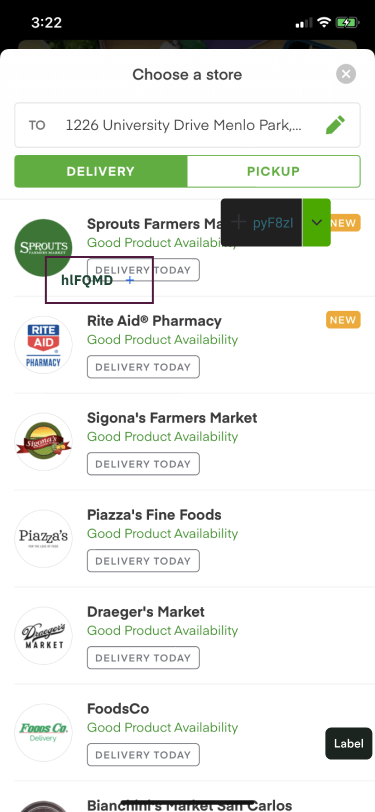 3:22
Choose a store
TO 1226 University Drive Menlo Park,...
DELIVERY PICKUP
SPROUTS
FARMERS MARKET
Sprouts Farmers Ma
+ pyF8zI
NEW
Good Product Availability
DELIVERY TODAY
hlFQMD +
RITE
AID
PHARMACY
Rite Aid® Pharmacy
NEW
Good Product Availability
DELIVERY TODAY
Sigona's
Sigona's Farmers Market
Good Product Availability
DELIVERY TODAY
PIAZZA'S
Piazza's Fine Foods
Good Product Availability
DELIVERY TODAY
Draeger's
MARKET
Draeger's Market
Good Product Availability
DELIVERY TODAY
Foods Co.
Delivery
FoodsCo
Good Product Availability
DELIVERY TODAY
Label
Bianchini's Market San Carlos